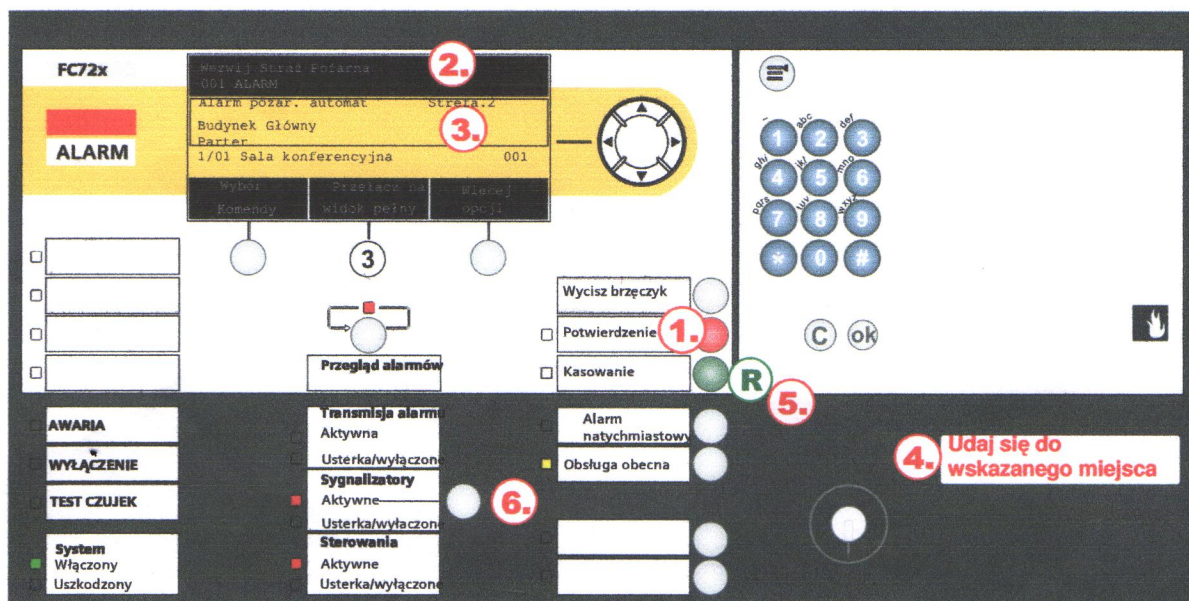 FC72x
ALARM
Wezwij Straż Pożarną
001 ALARM
2.
Alarm pożar. automat Strefa.2
Budynek Główny
Parter
3.
1/01 Sala konferencyjna 001
Wybór Komendy
Przełącz na widok pełny
Więcej opcji
3
Przegląd alarmów
Wycisz brzęczyk
Potwierdzenie
1.
Kasowanie
R
5.
1
abc 2
def 3
ghi 4
jkl 5
mno 6
pqrs 7
tuv 8
wxyz 9
* 0 #
C ok
AWARIA
WYŁĄCZENIE
TEST CZUJEK
System
Włączony
Uszkodzony
Transmisja alarmu
Aktywna
Usterka/wyłączone
Sygnalizatory
Aktywne
6.
Usterka/wyłaczone
Sterowania
Aktywne
Usterka/wyłączone
Alarm
natychmiastowy
Obsługa obecna
4.
Udaj się do
wskazanego miejsca